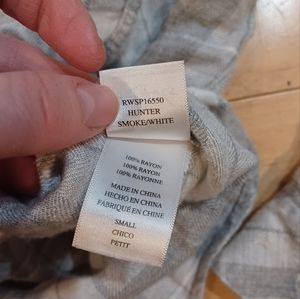 RWSP16550
HUNTER
SMOKE/WHITE
100% RAYON
100% RAYON
100% RAYONNE
MADE IN CHINA
HECHO EN CHINA
FABRIQUÉ EN CHINE
SMALL
CHICO
PETIT